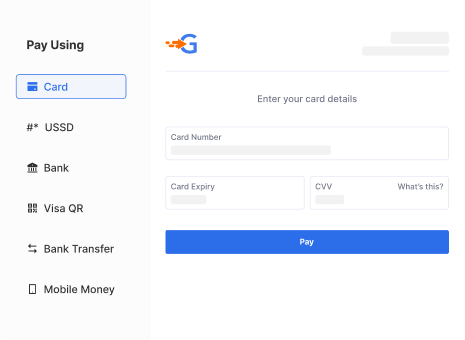 Pay Using
Card
#* USSD
Bank
Visa QR
Bank Transfer
Mobile Money
G
Enter your card details
Card Number
Card Expiry
CVV What's this?
Pay